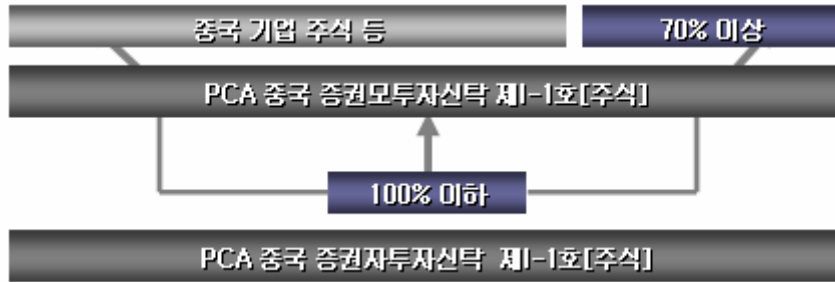 중국 기업 주식 등
70% 이상
PCA 중국 증권모투자신탁 제I-1호[주식]
100% 이하
PCA 중국 증권자투자신탁 제I-1호[주식]